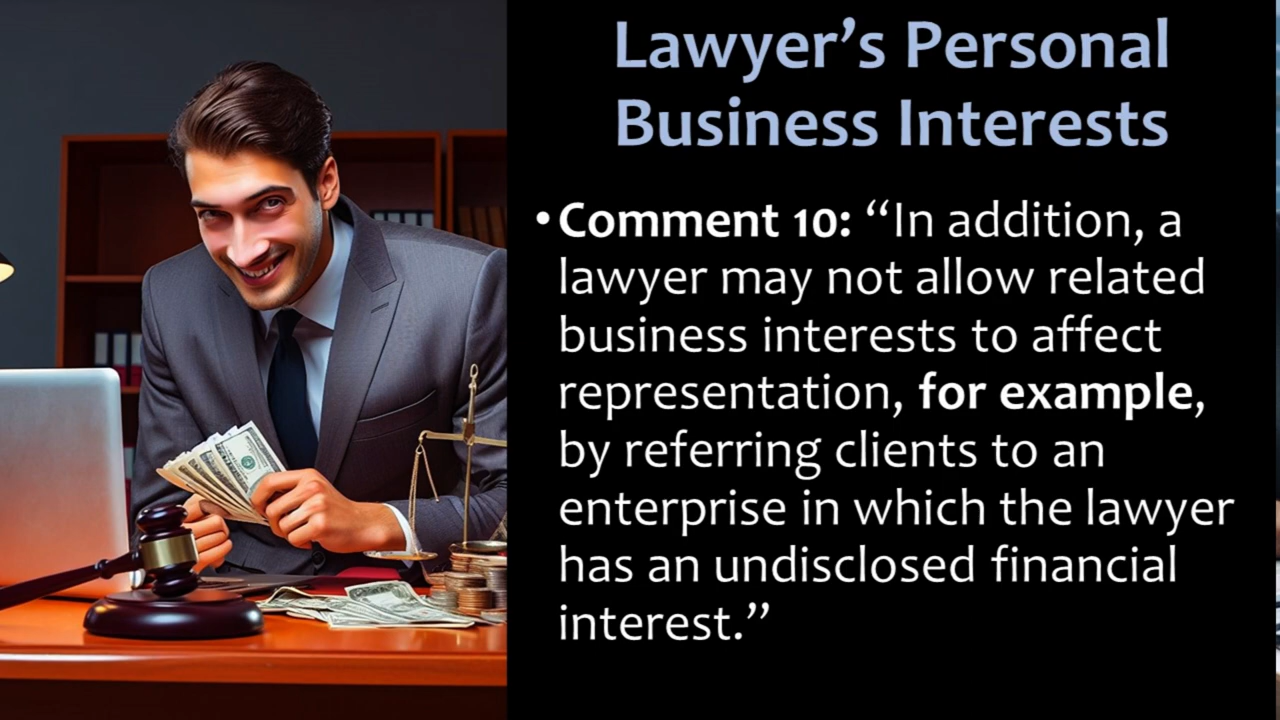 Lawyer’s Personal
Business Interests
• Comment 10: “In addition, a
lawyer may not allow related
business interests to affect
representation, for example,
by referring clients to an
enterprise in which the lawyer
has an undisclosed financial
interest.”